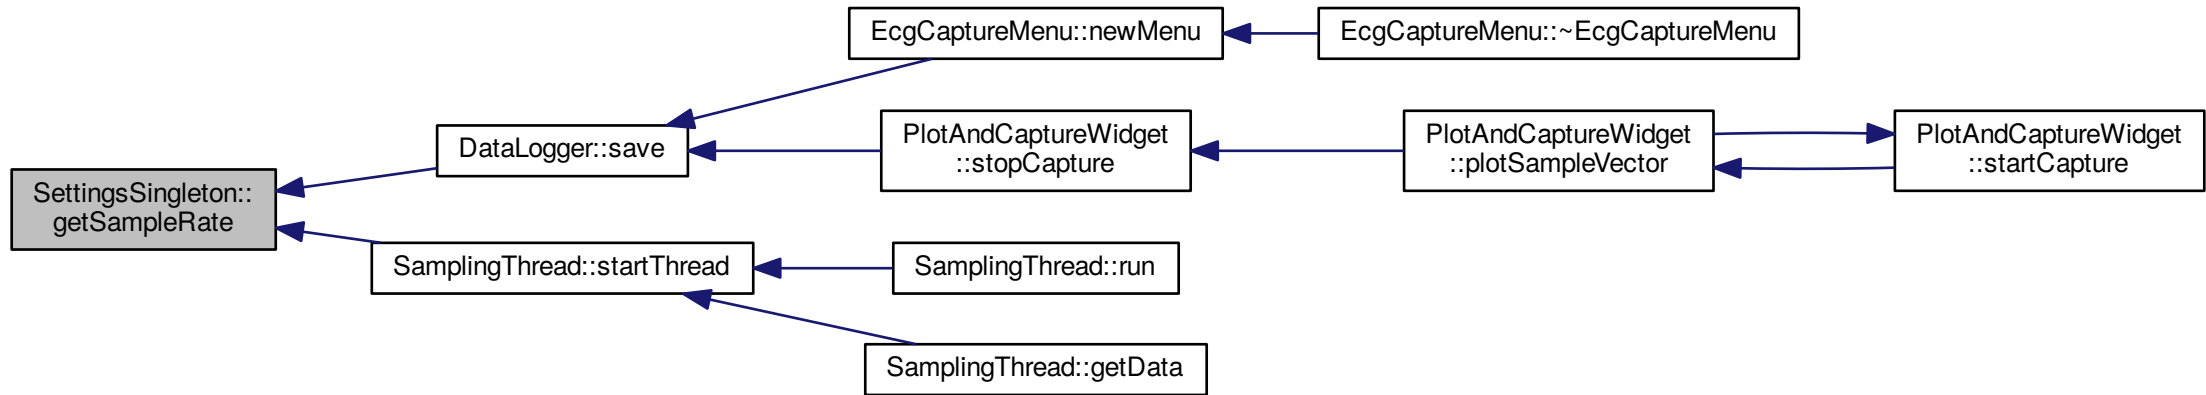 SettingsSingleton::
getSampleRate
DataLogger::save
SamplingThread::startThread
EcgCaptureMenu::newMenu
PlotAndCaptureWidget
::stopCapture
SamplingThread::run
SamplingThread::getData
EcgCaptureMenu::~EcgCaptureMenu
PlotAndCaptureWidget
::plotSampleVector
PlotAndCaptureWidget
::startCapture